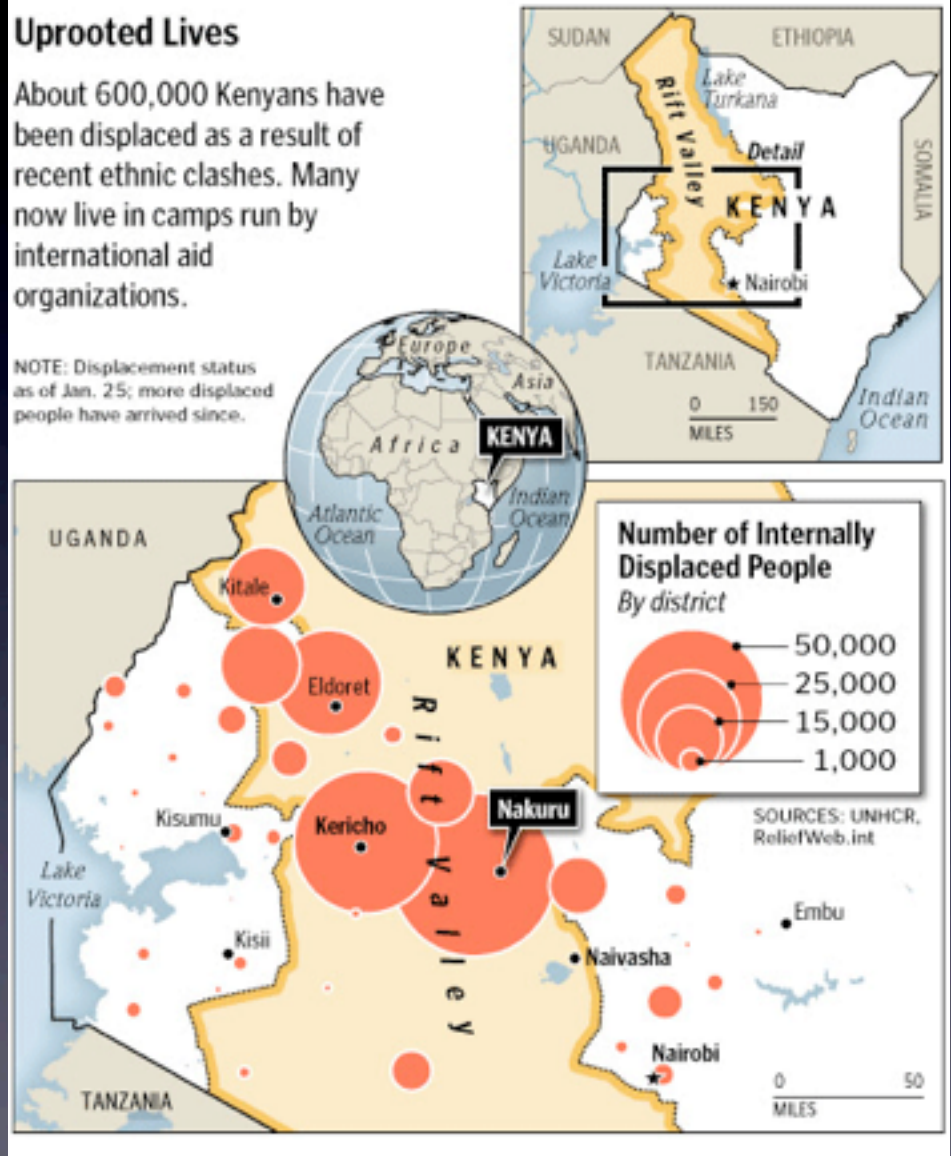 Uprooted Lives
About 600,000 Kenyans have
been displaced as a result of
recent ethnic clashes. Many
now live in camps run by
international aid
organizations.
NOTE: Displacement status
as of Jan. 25; more displaced
people have arrived since.
SUDAN
ETHIOPIA
Lake
Turkana
Rift Valley
UGANDA
Detail
SOMALIA
KENYA
Lake
Victoria
Nairobi
TANZANIA
0 150
MILES
Indian
Ocean
Europe
Asia
Africa
KENYA
Atlantic
Ocean
Indian
Ocean
UGANDA
Number of Internally
Displaced People
By district
50,000
25,000
15,000
1,000
SOURCES: UNHCR,
ReliefWeb.int
Kitale
KENYA
Eldoret
Rift Valley
Nakuru
Kisumu
Kericho
Lake
Victoria
Embu
Kisii
Naivasha
Nairobi
0 50
MILES
TANZANIA